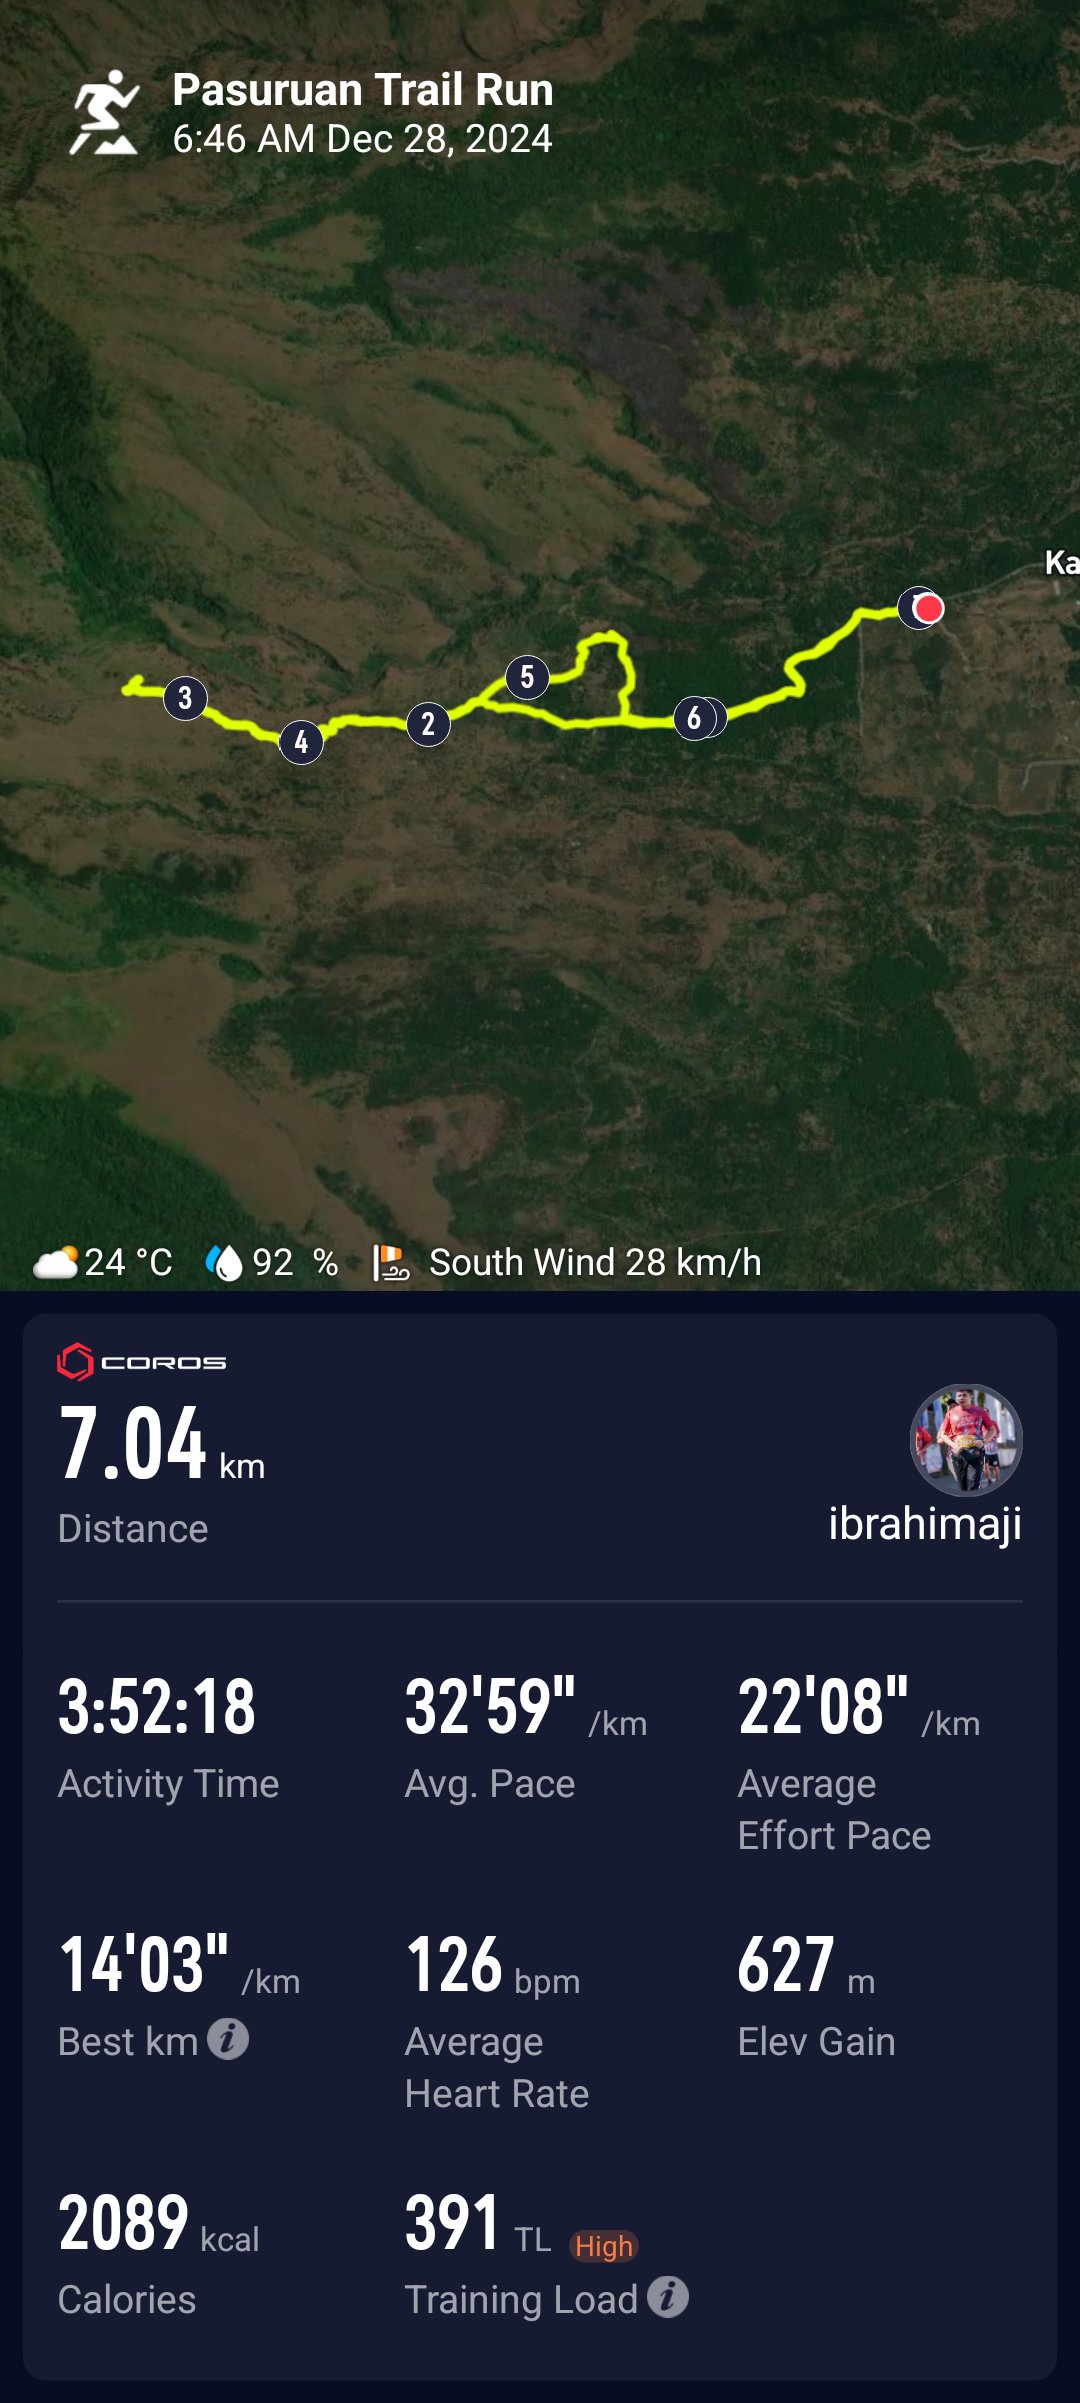 Pasuruan Trail Run
6:46 AM Dec 28, 2024
Ka
3
4
2
5
6
24 °C 92 % South Wind 28 km/h
COROS
7.04 km
Distance
ibrahimaji
3:52:18
Activity Time
32'59" /km
Avg. Pace
22'08" /km
Average
Effort Pace
14'03" /km
Best km
126 bpm
Average
Heart Rate
627 m
Elev Gain
2089 kcal
Calories
391 TL High
Training Load